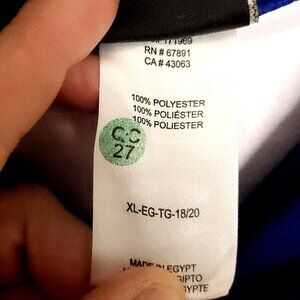 171969
RN # 67891
CA # 43063
100% POLYESTER
100% POLIÉSTER
100% POLIESTER
C:C
27
XL-EG-TG-18/20
MADE IN EGYPT